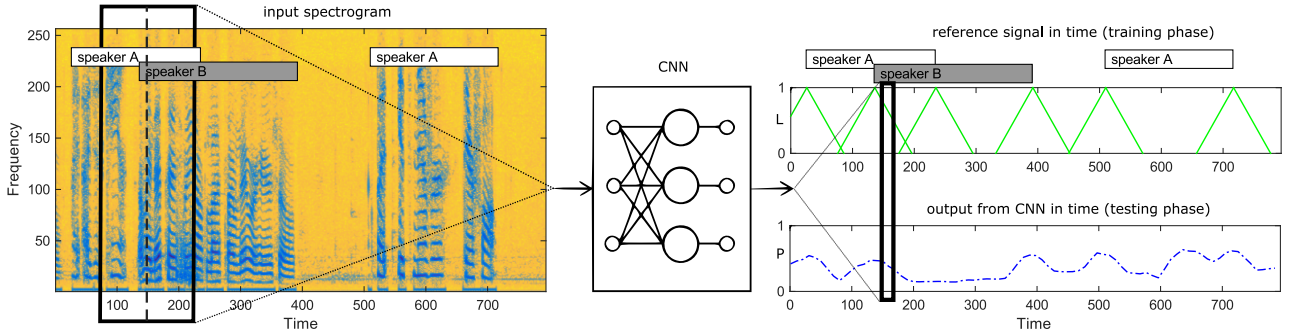 input spectrogram
250
200
150
100
50
Frequency
speaker A
speaker B
speaker A
100
200
300
400
500
600
700
Time
CNN
reference signal in time (training phase)
speaker A
speaker B
speaker A
1
L
0
0
100
200
300
400
500
600
700
output from CNN in time (testing phase)
1
P
0
0
100
200
300
400
500
600
700
Time